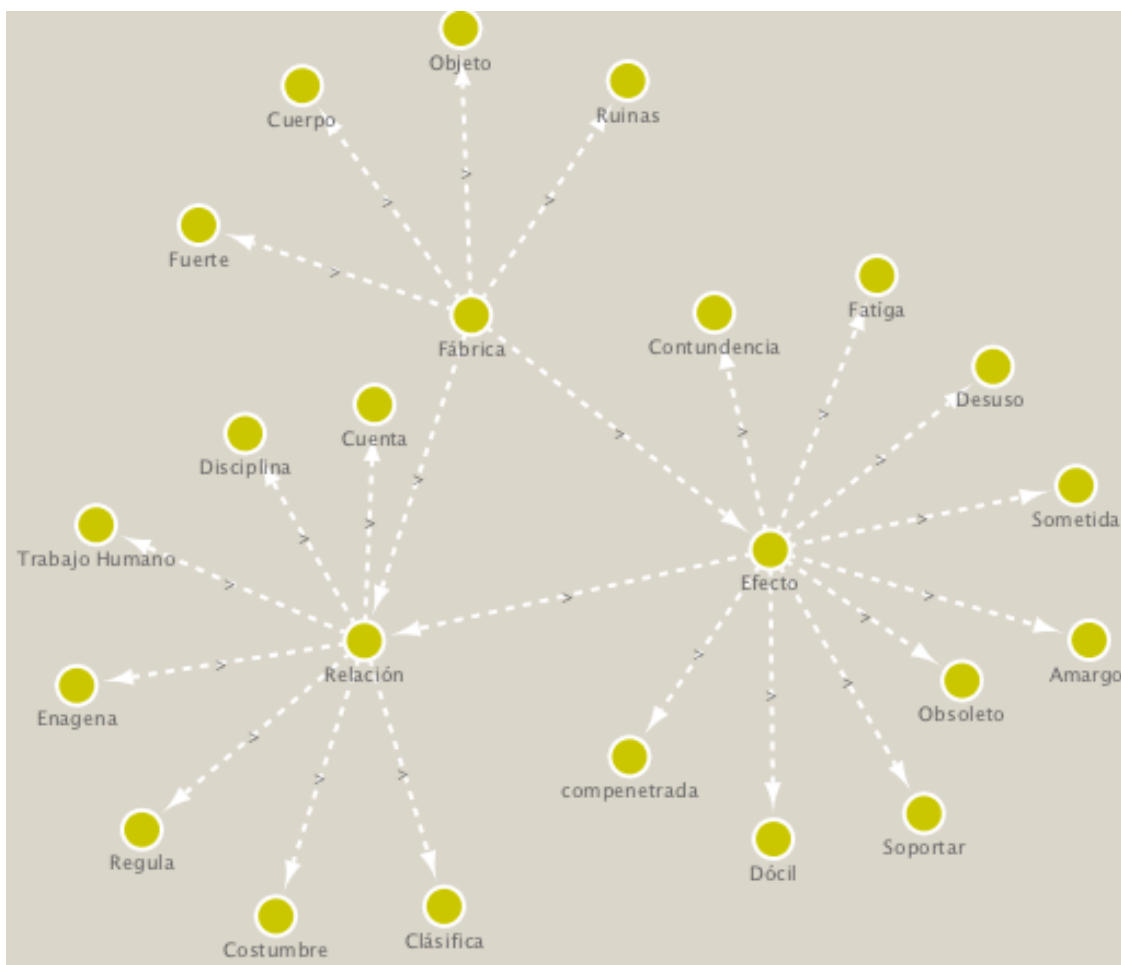 Objeto
Cuerpo
Ruinas
>
>
>
Fuerte
>
Fatiga
Fábrica
Contundencia
Desuso
>
Cuenta
>
>
Disciplina
>
>
>
Sometida
>
>
Trabajo Humano
>
Efecto
>
>
>
>
Relación
>
>
Amargo
Enagena
>
>
Obsoleto
>
>
>
compenetrada
Regula
Dócil
Soportar
Costumbre
Clásifica